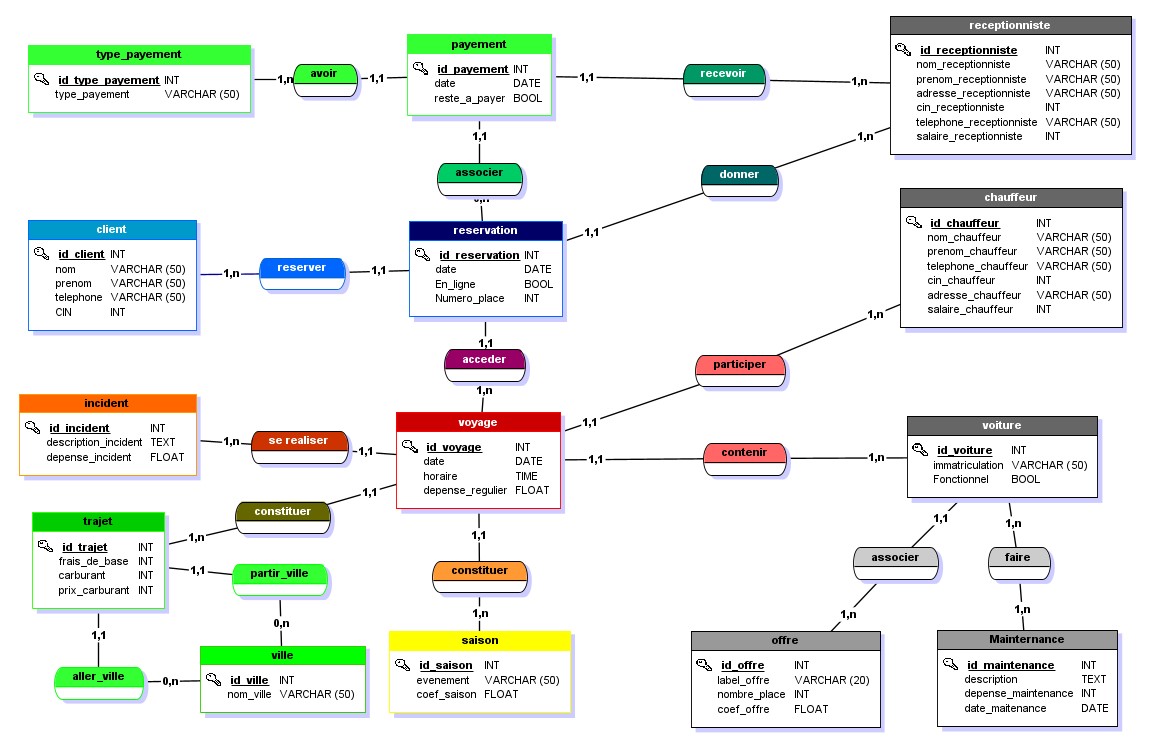 receptionniste
id_receptionniste INT
nom_receptionniste VARCHAR (50)
prenom_receptionniste VARCHAR (50)
adresse_receptionniste VARCHAR (50)
cin_receptionniste INT
telephone_receptionniste VARCHAR (50)
salaire_receptionniste INT
type_payement
id_type_payement INT
type_payement VARCHAR (50)
1,n
avoir
1,1
payement
id_payement INT
date DATE
reste_a_payer BOOL
1,1
recevoir
1,n
1,1
associer
1,n
donner
1,1
chauffeur
id_chauffeur INT
nom_chauffeur VARCHAR (50)
prenom_chauffeur VARCHAR (50)
telephone_chauffeur VARCHAR (50)
cin_chauffeur INT
adresse_chauffeur VARCHAR (50)
salaire_chauffeur INT
client
id_client INT
nom VARCHAR (50)
prenom VARCHAR (50)
telephone VARCHAR (50)
CIN INT
1,n
reserver
1,1
reservation
id_reservation INT
date DATE
En_ligne BOOL
Numero_place INT
1,1
acceder
1,n
1,n
participer
1,1
incident
id_incident INT
description_incident TEXT
depense_incident FLOAT
1,n
se realiser
1,1
voyage
id_voyage INT
date DATE
horaire TIME
depense_regulier FLOAT
1,1
contenir
1,n
voiture
id_voiture INT
immatriculation VARCHAR (50)
Fonctionnel BOOL
1,1
constituer
1,n
trajet
id_trajet INT
frais_de_base INT
carburant INT
prix_carburant INT
1,1
partir_ville
0,n
1,1
aller_ville
0,n
ville
id_ville INT
nom_ville VARCHAR (50)
1,1
constituer
1,n
saison
id_saison INT
evenement VARCHAR (50)
coef_saison FLOAT
1,1
associer
1,n
1,n
faire
1,n
offre
id_offre INT
label_offre VARCHAR (20)
nombre_place INT
coef_offre FLOAT
Mainternance
id_maintenance INT
description TEXT
depense_maintenance INT
date_maitenance DATE